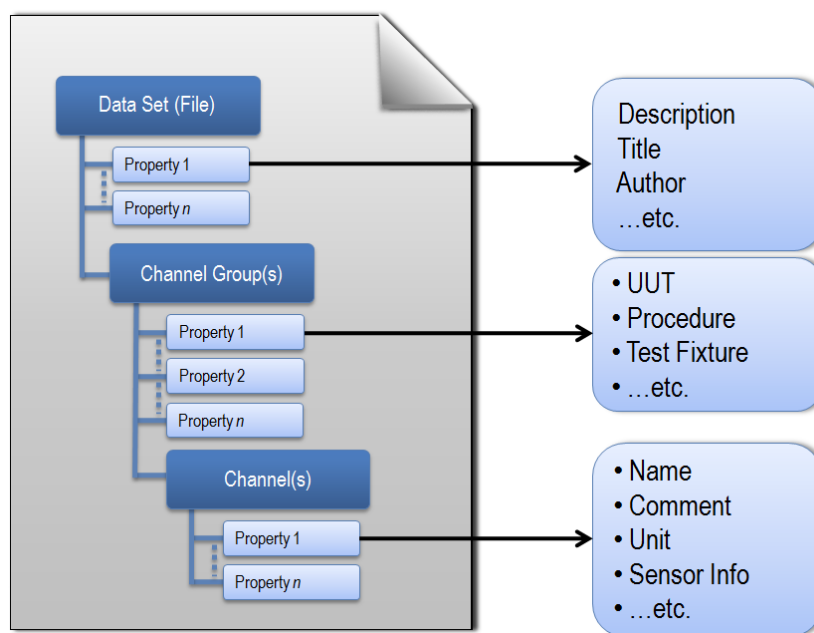 Data Set (File)
Property 1
Property n
Channel Group(s)
Property 1
Property 2
Property n
Channel(s)
Property 1
Property n
Description
Title
Author
…etc.
• UUT
• Procedure
• Test Fixture
• …etc.
• Name
• Comment
• Unit
• Sensor Info
• …etc.